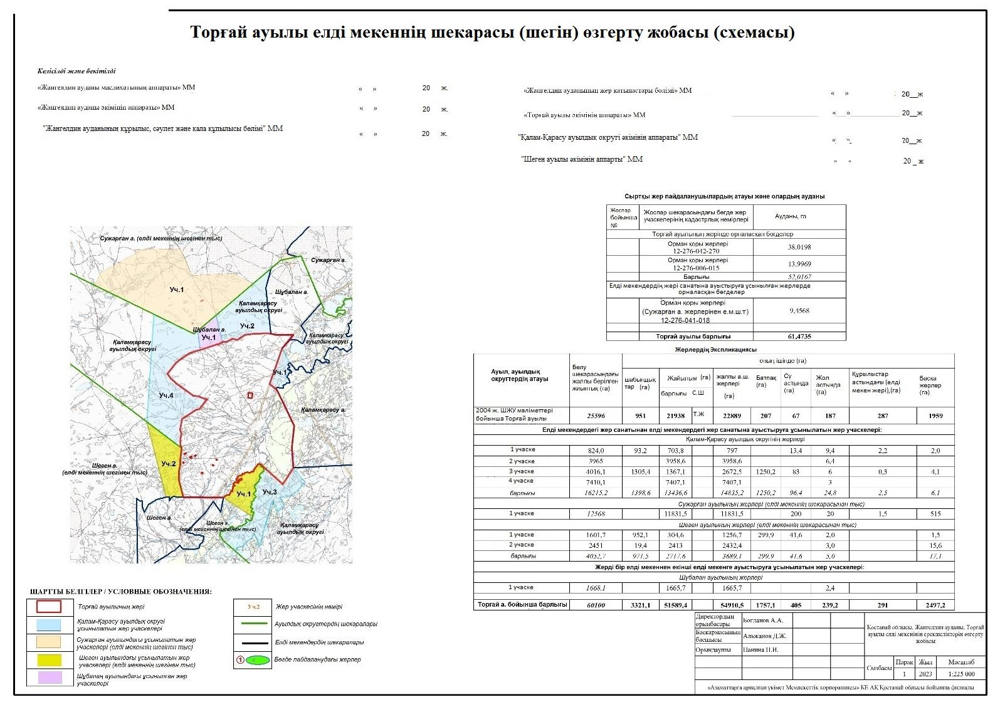 Торғай ауылы елді мекеннің шекарасы (шегін) өзгерту жобасы (схемасы)
Келісілді және бекітілді
«Жангелдин ауданы маслихатының аппараты» ММ « » 20 ж.
«Жангелдин ауданы әкімінің аппараты» ММ « » 20 ж.
"Жангелдин ауданының құрылыс, сәулет және қала құпылысы бөлімі" ММ « » 20 ж.
«Жангелдин ауданының жер қатынастары бөлімі» ММ « » 20__ж
«Торғай ауылы әкімінің аппараты» ММ « » 20__ж
"Қалам-Қарасу ауылдық округі әкімінің аппараты" ММ « » 20__ж
"Шеген ауылы әкімінің аппарты" ММ " " 20 _ ж
Сыртқы жер пайдаланушылардың атауы және олардың ауданы
Жоспар бойынша № Жоспар шекарасындағы бөгде жер учаскелерінің кадастрлық нөмірлері Ауданы, га
Торғай ауылының жерінде орналасқан бөгделер
Орман қоры жерлері
12-276-042-270 38,0198
Орман қоры жерлері
12-276-006-015 13,9969
Барлығы 52,0167
Елді мекендердің жері санатына ауыстыруға ұсынылған жерлерде
орналасқан бөгделер
Орман қоры жерлері
(Сужарған а. жерлерінен е.м.ш.т) 9,4568
12-276-041-018
Торғай ауылы барлығы 61,4735
Сужарған а. (елді мекеннің шегінен тыс)
Сужарған а.
Уч.1
Шұбалан а.
Қаламқарасу
ауылдық округі
Уч.2
Шұбалан а.
Уч.1
Қаламқарасу
ауылдық округі
Қаламқарасу
ауылдық округі
Уч.1
Уч.4
Қаламқарасу а.
Уч.2
Шеген а.
(елді мекеннің шегінен тыс)
Уч.1
Уч.3
Шеген а.
Шеген а.
(елді мекеннің шегінен тыс)
Қаламқарасу
ауылдық округі
Жерлердің Экспликациясы
Ауыл, ауылдық округтердің атауы Бөлу шекарасындағы жалпы берілген жиынтық (га) оның ішінде (га)
шабындық тар (га) Жайылым (га) барлығы С.Ш жалпы а.ш. жерлері (га) Батпақ (га) Су астында (га) Жол астында (га) Құрылыстар астындағы (елді мекен жері),(га) Басқа жерлер (га)
2004 ж. ШЖУ мәліметтері
бойынша Торғай ауылы 25596 951 21938 Т.Ж 22889 207 67 187 287 1959
Елді мекендердегі жер санатынан елді мекендердегі жер санатына ауыстыруға ұсынылатын жер учаскелері:
Қалам-Қарасу ауылдық округінің жерлері
1 учаске 824,0 93,2 703,8 797 13,4 9,4 2,2 2,0
2 учаске 3965 3958,6 3958,6 6,4
3 учаске 4016,1 1305,4 1367,1 2672,5 1250,2 83 6 0,3 4,1
4 учаске 7410,1 7407,1 7407,1 3
барлығы 16215,2 1398,6 13436,6 14835,2 1250,2 96,4 24,8 2,5 6,1
Сужарған ауылының жерлері (елді мекеннің шекарасынан тыс)
1 учаске 12568 11831,5 11831,5 200 20 1,5 515
Шеген ауылының жерлері (елді мекеннің шекарасынан тыс)
1 учаске 1601,7 952,1 304,6 1256,7 299,9 41,6 2,0 1,5
2 учаске 2451 19,4 2413 2432,4 3,0 15,6
барлығы 4052,7 971,5 2717,6 3689,1 299,9 41,6 5,0 17,1
Жерді бір елді мекеннен екінші елді мекенге ауыстыруға ұсынылатын жер учаскелері:
Шубалан ауылының жерлері
1 учаске 1668,1 1665,7 1665,7 2,4
Торғай а. бойынша барлығы 60100 3321,1 51589,4 54910,5 1757,1 405 239,2 291 2497,2
ШАРТТЫ БЕЛГІЛЕР / УСЛОВНЫЕ ОБОЗНАЧЕНИЯ:
Торғай ауылының жері
Қалам-Қарасу ауылдық округі
ұсынылатын жер учаскелері
Сужарған ауылындағы ұсынылатын жер
учаскелері (елді мекеннің шегінен тыс)
Шеген ауылындағы ұсынылатын жер
учаскелері (елді мекеннің шегінен тыс)
Шұбалаң ауылындағы ұсынылған жер
учаскелері
Уч.2 Жер учаскесінің нөмірі
Ауылдық округтердің шекаралары
Елді мекендердің шекаралары
1 Бөгде пайдаланудағы жерлер
Директордың орынбасары Богданов А.А.
Басқармасының басшысы Альжанов Д.Ж.
Орындаушы Панина П.И.
Қостанай облысы, Жангелдин ауданы, Торғай
ауылы елді мекенінің ерекшеліктерін өзгерту
жобасы
Сызбасы Парақ Жыл Масштаб
1 2023 1:225 000
«Азаматтарға арналған үкімет Мемлекеттік корпорациясы» КЕ АҚ Қостанай облысы бойынша филиалы